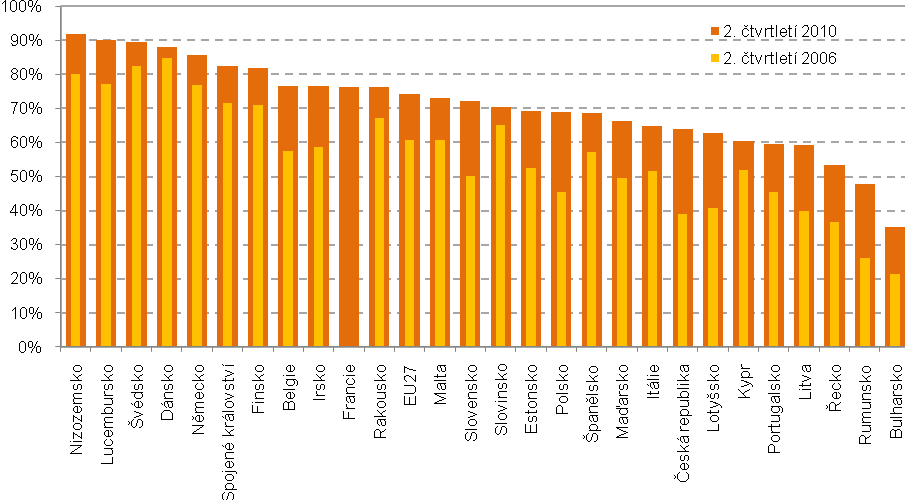 100%
90%
80%
70%
60%
50%
40%
30%
20%
10%
0%
2. čtvrtletí 2010
2. čtvrtletí 2006
Nizozemsko
Lucembursko
Švédsko
Dánsko
Německo
Spojené království
Finsko
Belgie
Irsko
Francie
Rakousko
EU27
Malta
Slovensko
Slovinsko
Estonsko
Polsko
Španělsko
Maďarsko
Itálie
Česká republika
Lotyšsko
Kypr
Portugalsko
Litva
Řecko
Rumunsko
Bulharsko